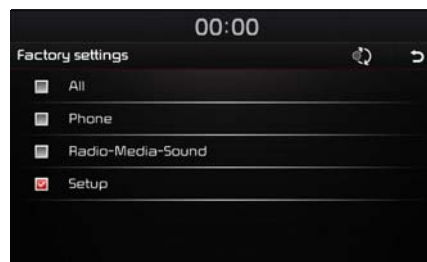 00:00
Factory settings
All
Phone
Radio-Media-Sound
Setup